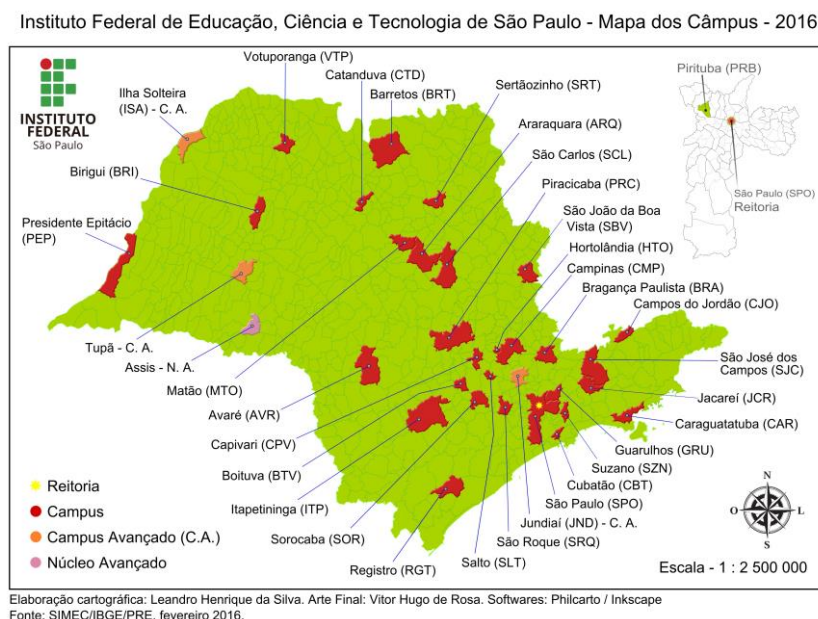 Instituto Federal de Educação, Ciência e Tecnologia de São Paulo - Mapa dos Câmpus - 2016
INSTITUTO
FEDERAL
São Paulo
Ilha Solteira
(ISA) - C. A.
Votuporanga (VTP)
Catanduva (CTD)
Barretos (BRT)
Sertãozinho (SRT)
Araraquara (ARQ)
São Carlos (SCL)
Piracicaba (PRC)
São João da Boa
Vista (SBV)
Hortolândia (HTO)
Campinas (CMP)
Bragança Paulista (BRA)
Campos do Jordão (CJO)
Pirituba (PRB)
São Paulo (SPO)
Reitoria
Birigui (BRI)
Presidente Epitácio
(PEP)
Tupã - C. A.
Assis - N. A.
Matão (MTO)
Avaré (AVR)
Capivari (CPV)
Boituva (BTV)
Itapetininga (ITP)
Sorocaba (SOR)
Registro (RGT)
Salto (SLT)
São Roque (SRQ)
Jundiaí (JND) - C. A.
São Paulo (SPO)
Cubatão (CBT)
Suzano (SZN)
Guarulhos (GRU)
Caraguatatuba (CAR)
Jacareí (JCR)
São José dos
Campos (SJC)
Reitoria
Campus
Campus Avançado (C.A.)
Núcleo Avançado
N
O
L
S
Escala - 1 : 2 500 000
Elaboração cartográfica: Leandro Henrique da Silva. Arte Final: Vitor Hugo de Rosa. Softwares: Philcarto / Inkscape
Fonte: SIMEC/IBGE/PRE, fevereiro 2016.